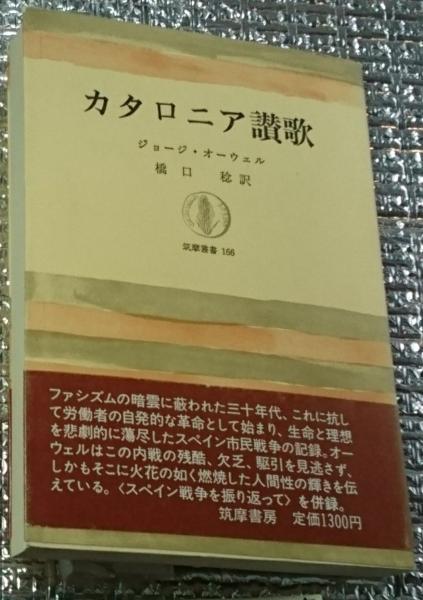 カタロニア讃歌
ジョージ・オーウェル
橋口 稔訳
筑摩叢書 166
ファシズムの暗雲に蔽われた三十年代、これに抗し
て労働者の自発的な革命として始まり、生命と理想
を悲劇的に蕩尽したスペイン市民戦争の記録。オー
ウェルはこの内戦の残酷、欠乏、駆引を見逃さず、
しかもそこに火花の如く燃焼した人間性の輝きを伝
えている。〈スペイン戦争を振り返って〉を併録。
筑摩書房 定価1300円